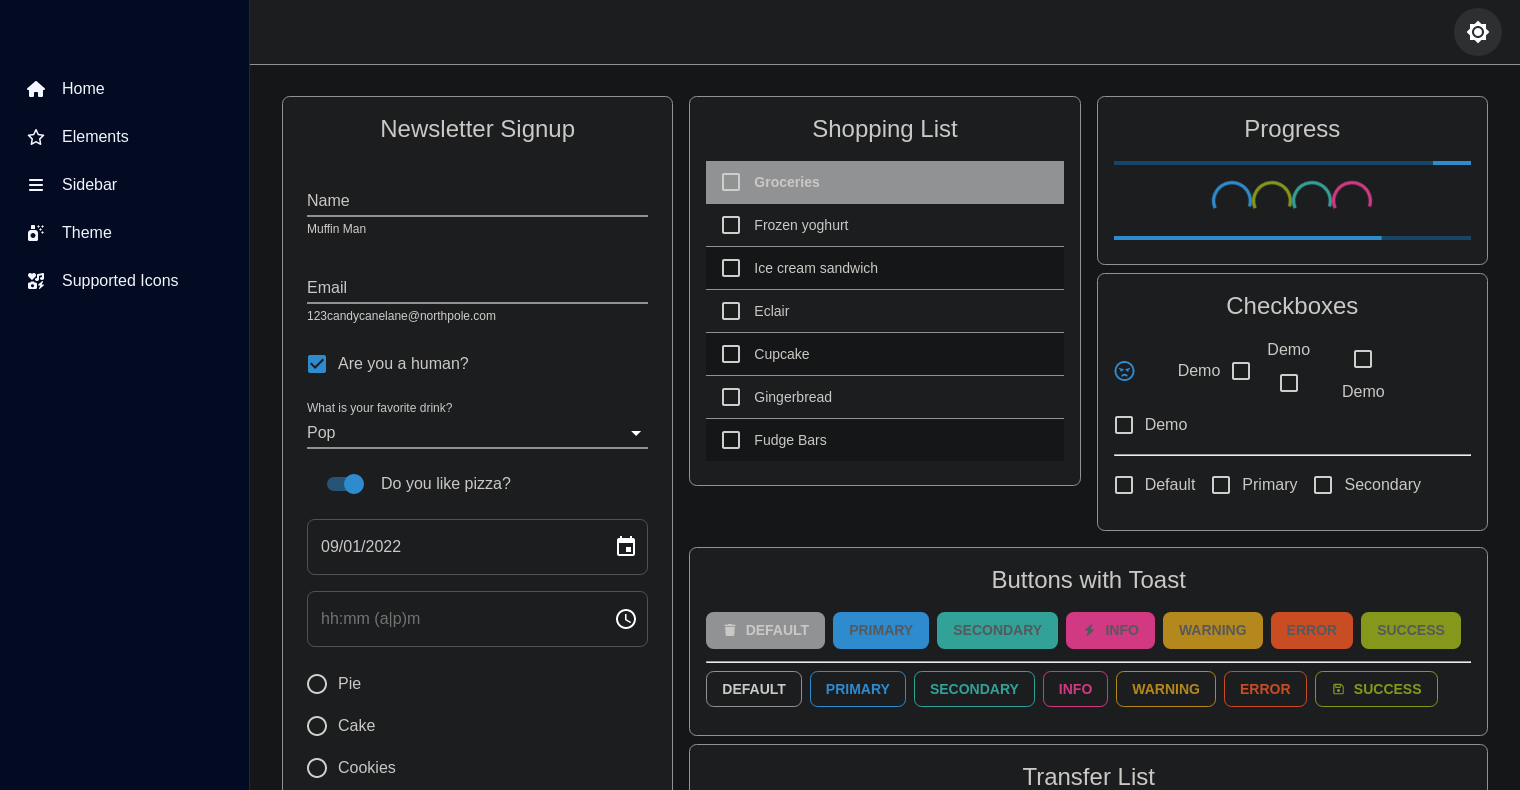 Home
Elements
Sidebar
Theme
Supported Icons
Newsletter Signup
Name
Muffin Man
Email
123candycanelane@northpole.com
Are you a human?
What is your favorite drink?
Pop
Do you like pizza?
09/01/2022
hh:mm (a|p)m
Pie
Cake
Cookies
Shopping List
Groceries
Frozen yoghurt
Ice cream sandwich
Eclair
Cupcake
Gingerbread
Fudge Bars
Progress
Checkboxes
Demo
Demo
Demo
Demo
Default Primary Secondary
Buttons with Toast
DEFAULT PRIMARY SECONDARY INFO WARNING ERROR SUCCESS
DEFAULT PRIMARY SECONDARY INFO WARNING ERROR SUCCESS
Transfer List